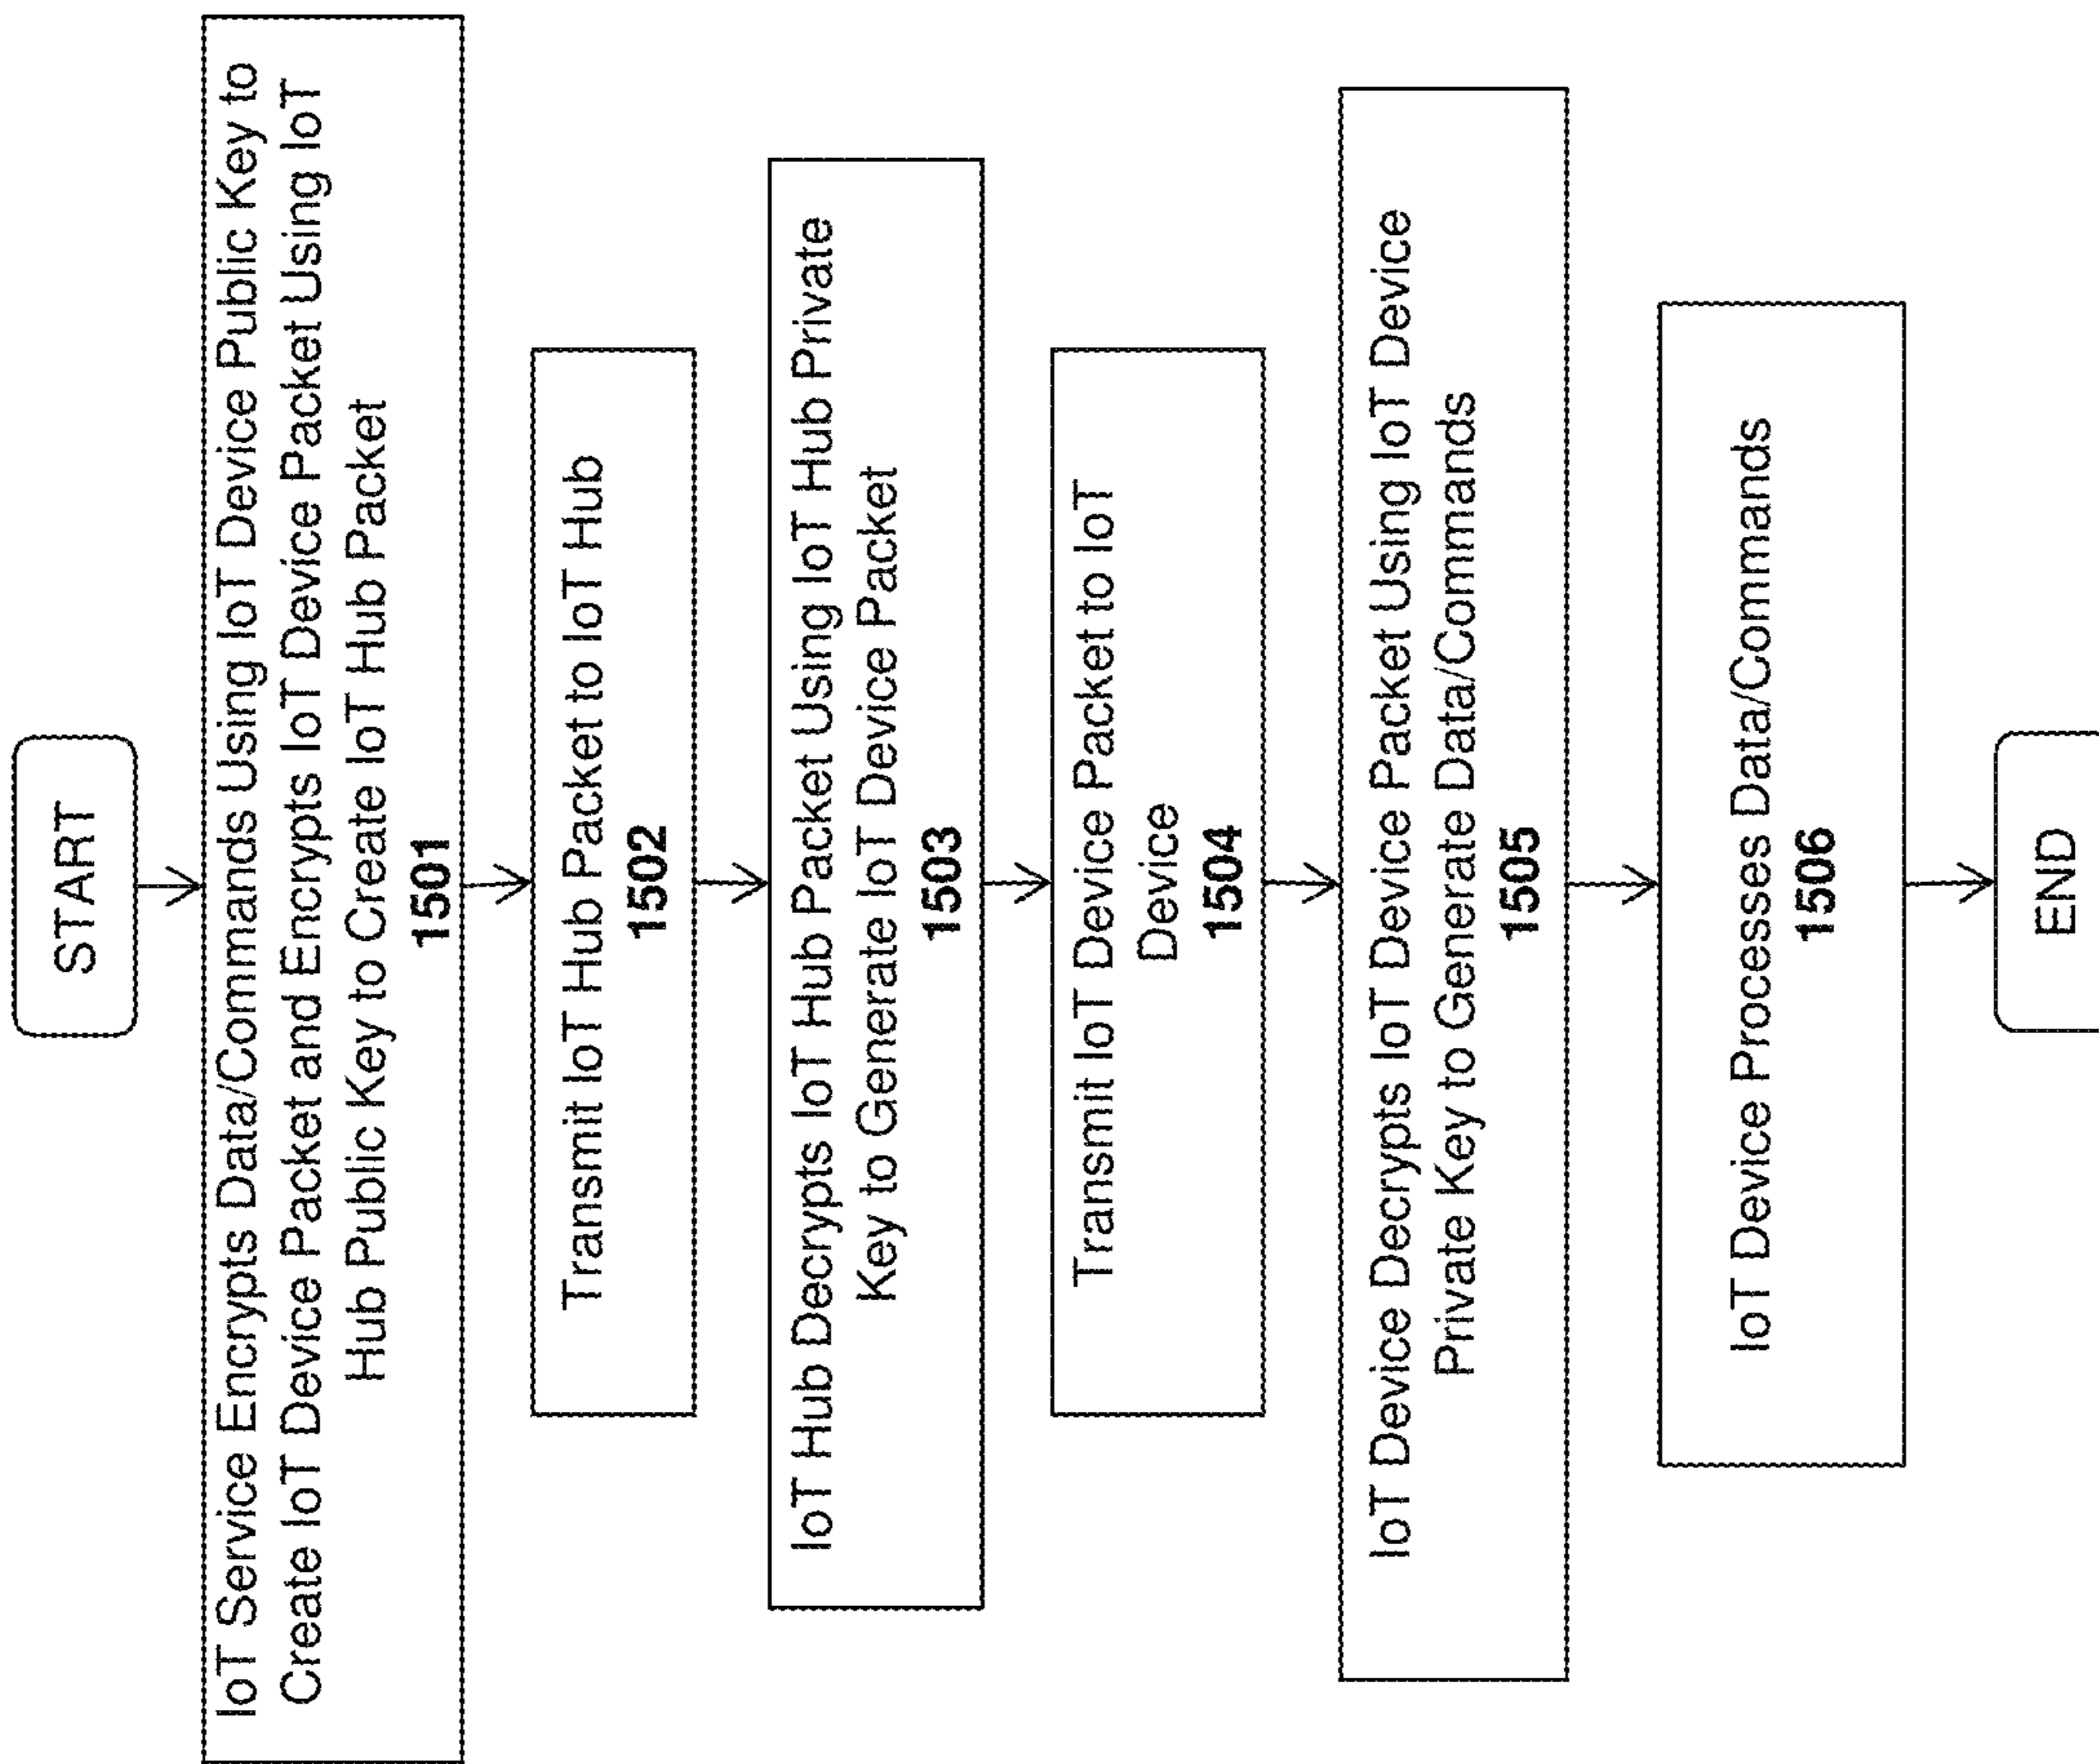 START
IoT Service Encrypts Data/Commands Using IoT Device Public Key to
Create IoT Device Packet and Encrypts IoT Device Packet Using IoT
Hub Public Key to Create IoT Hub Packet
1501
Transmit IoT Hub Packet to IoT Hub
1502
IoT Hub Decrypts IoT Hub Packet Using IoT Hub Private
Key to Generate IoT Device Packet
1503
Transmit IoT Device Packet to IoT
Device
1504
IoT Device Decrypts IoT Device Packet Using IoT Device
Private Key to Generate Data/Commands
1505
IoT Device Processes Data/Commands
1506
END